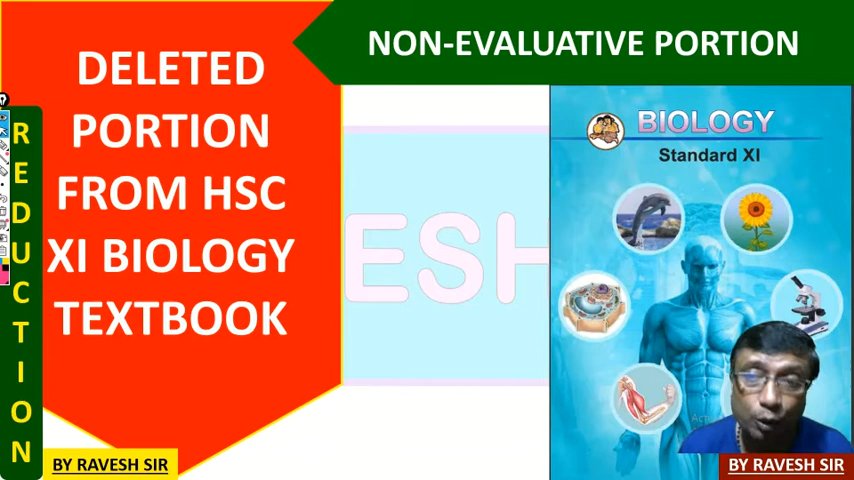 DELETED
PORTION
FROM HSC
XI BIOLOGY
TEXTBOOK
NON-EVALUATIVE PORTION
REDUCTION
ESH
BIOLOGY
Standard XI
BY RAVESH SIR
BY RAVESH SIR